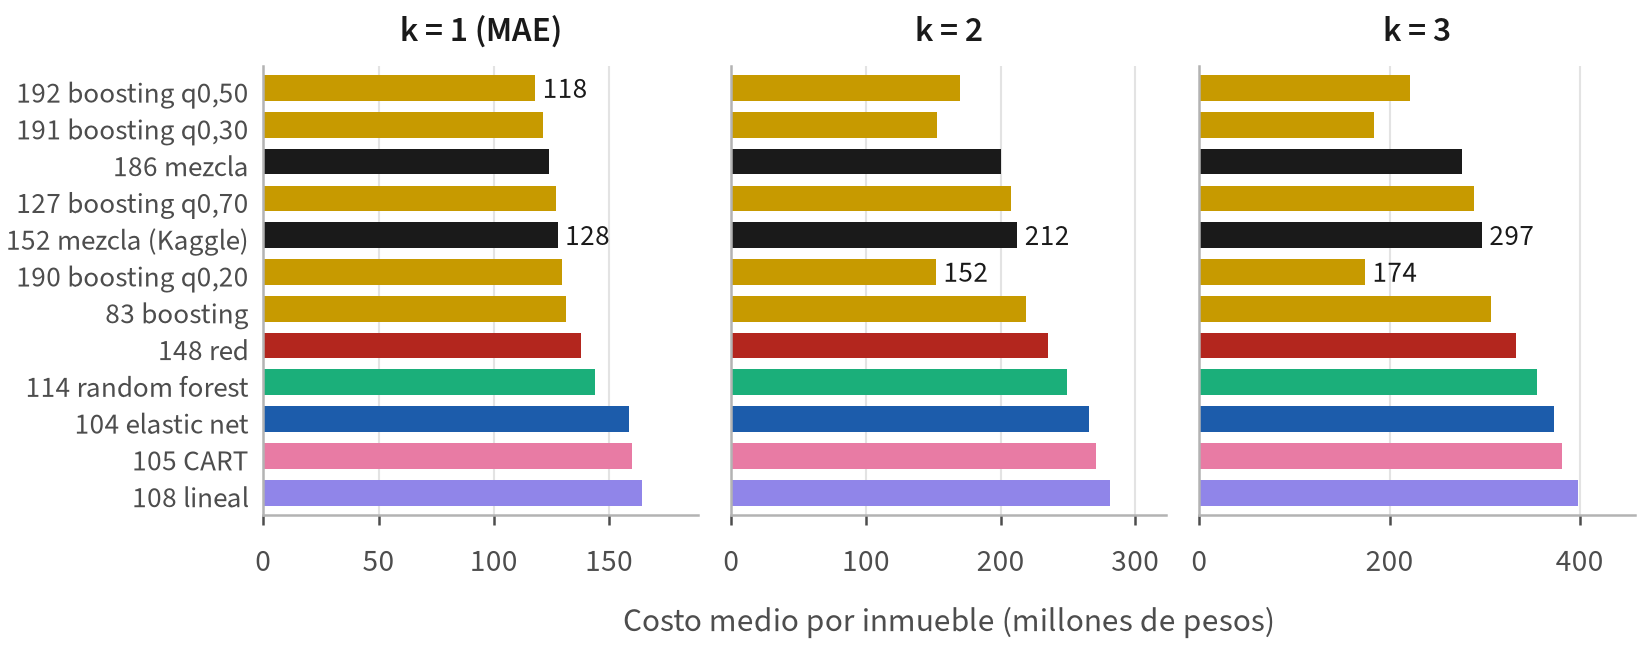 k = 1 (MAE)
k = 2
k = 3
192 boosting q0,50
118
191 boosting q0,30
186 mezcla
127 boosting q0,70
152 mezcla (Kaggle)
128
212
297
190 boosting q0,20
152
174
83 boosting
148 red
114 random forest
104 elastic net
105 CART
108 lineal
0 50 100 150
0 100 200 300
0 200 400
Costo medio por inmueble (millones de pesos)